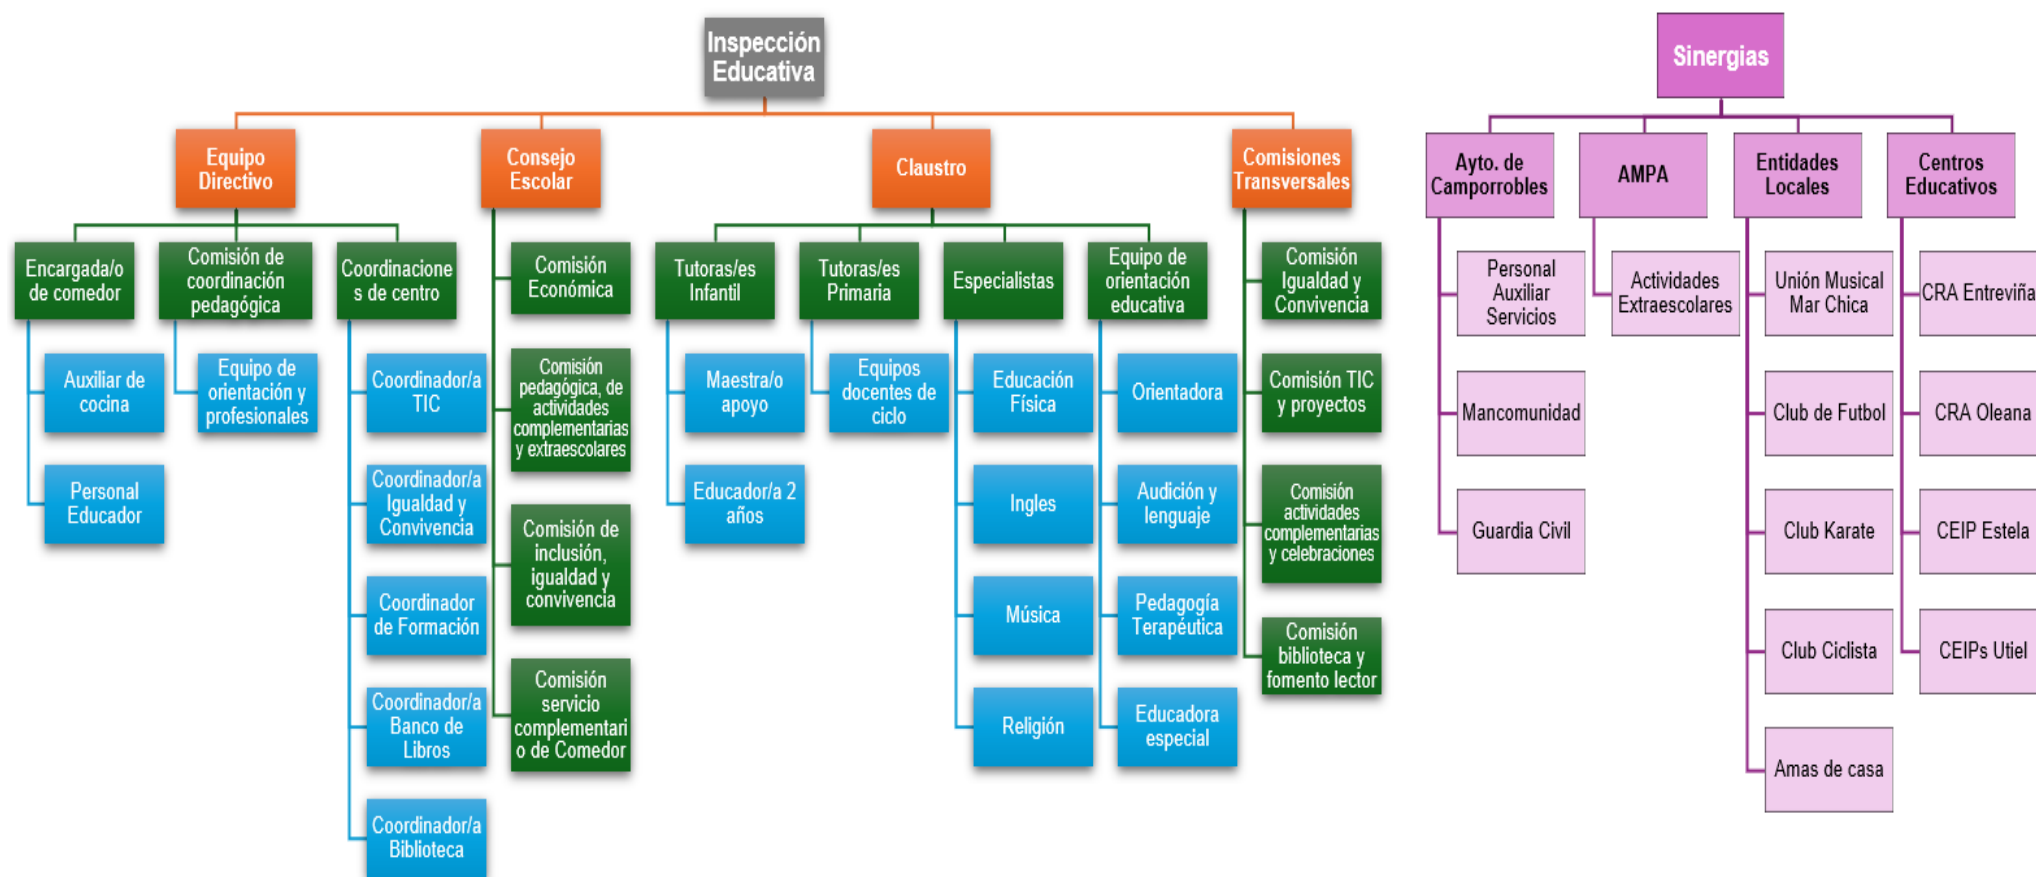 Inspección
Educativa
Equipo
Directivo
Consejo
Escolar
Claustro
Comisiones
Transversales
Encargada/o
de comedor
Comisión de
coordinación
pedagógica
Coordinacione
s de centro
Auxiliar de
cocina
Personal
Educador
Equipo de
orientación y
profesionales
Coordinador/a
TIC
Coordinador/a
Igualdad y
Convivencia
Coordinador
de Formación
Coordinador/a
Banco de
Libros
Coordinador/a
Biblioteca
Comisión
Económica
Comisión
pedagógica, de
actividades
complementarias
y extraescolares
Comisión de
inclusión,
igualdad y
convivencia
Comisión
servicio
complementari
o de Comedor
Tutoras/es
Infantil
Tutoras/es
Primaria
Especialistas
Equipo de
orientación
educativa
Maestra/o
apoyo
Educador/a 2
años
Equipos
docentes de
ciclo
Educación
Física
Ingles
Música
Religión
Orientadora
Audición y
lenguaje
Pedagogía
Terapéutica
Educadora
especial
Comisión
Igualdad y
Convivencia
Comisión TIC
y proyectos
Comisión
actividades
complementarias
y celebraciones
Comisión
biblioteca y
fomento lector
Sinergias
Ayto. de
Camporrobles
AMPA
Entidades
Locales
Centros
Educativos
Personal
Auxiliar
Servicios
Mancomunidad
Guardia Civil
Actividades
Extraescolares
Unión Musical
Mar Chica
Club de Futbol
Club Karate
Club Ciclista
Amas de casa
CRA Entreviña
CRA Oleana
CEIP Estela
CEIPs Utiel